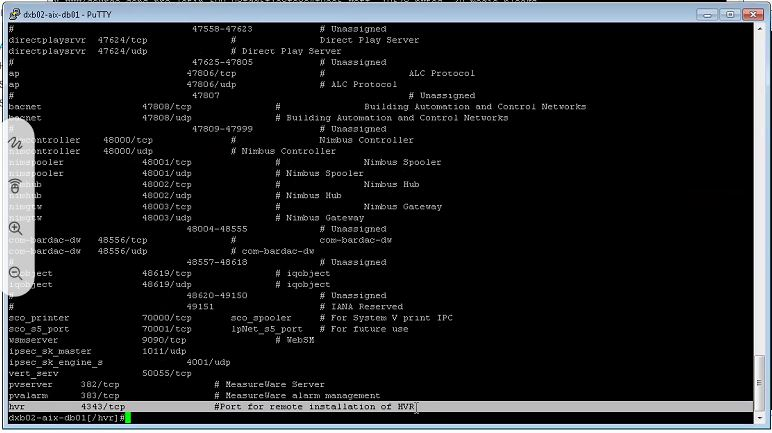 dxb02-aix-db01 - PuTTY
# 47558-47623 # Unassigned
directplaysrvr 47624/tcp # Direct Play Server
directplaysrvr 47624/udp # Direct Play Server
# 47625-47805 # Unassigned
ap 47806/tcp # ALC Protocol
ap 47806/udp # ALC Protocol
# 47807 # Unassigned
bacnet 47808/tcp # Building Automation and Control Networks
bacnet 47808/udp # Building Automation and Control Networks
# 47809-47999 # Unassigned
nimcontroller 48000/tcp # Nimbus Controller
nimcontroller 48000/udp # Nimbus Controller
nimspooler 48001/tcp # Nimbus Spooler
nimspooler 48001/udp # Nimbus Spooler
nimhub 48002/tcp # Nimbus Hub
nimhub 48002/udp # Nimbus Hub
nimgtw 48003/tcp # Nimbus Gateway
nimgtw 48003/udp # Nimbus Gateway
48004-48555 # Unassigned
com-bardac-dw 48556/tcp # com-bardac-dw
com-bardac-dw 48556/udp # com-bardac-dw
48557-48618 # Unassigned
iqobject 48619/tcp # iqobject
iqobject 48619/udp # iqobject
# 48620-49150 # Unassigned
# 49151 # IANA Reserved
sco_printer 70000/tcp sco_spooler # For System V print IPC
sco_s5_port 70001/tcp lpNet_s5_port # For future use
wsmserver 9090/tcp # WebSM
ipsec_sk_master 1011/udp
ipsec_sk_engine_s 4001/udp
vert_serv 50055/tcp
pvserver 382/tcp # MeasureWare Server
pvalarm 383/tcp # MeasureWare alarm management
hvr 4343/tcp #Port for remote installation of HVR
dxb02-aix-db01[/hvr]#